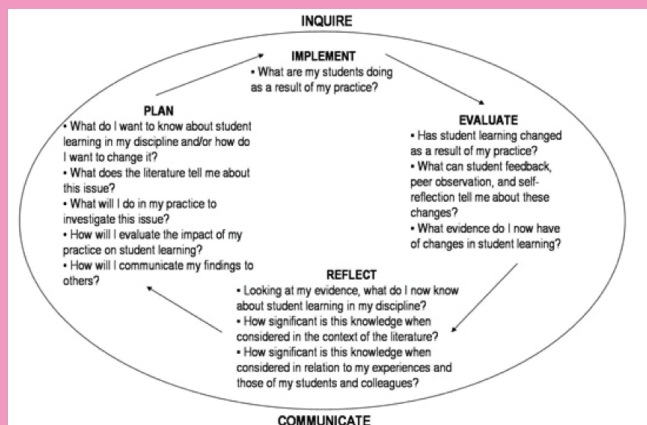 INQUIRE
IMPLEMENT
• What are my students doing
as a result of my practice?
PLAN
• What do I want to know about student
learning in my discipline and/or how do
I want to change it?
• What does the literature tell me about
this issue?
• What will I do in my practice to
investigate this issue?
• How will I evaluate the impact of my
practice on student learning?
• How will I communicate my findings to
others?
EVALUATE
• Has student learning changed
as a result of my practice?
• What can student feedback,
peer observation, and self-
reflection tell me about these
changes?
• What evidence do I now have
of changes in student learning?
REFLECT
• Looking at my evidence, what do I now know
about student learning in my discipline?
• How significant is this knowledge when
considered in the context of the literature?
• How significant is this knowledge when
considered in relation to my experiences and
those of my students and colleagues?
COMMUNICATE